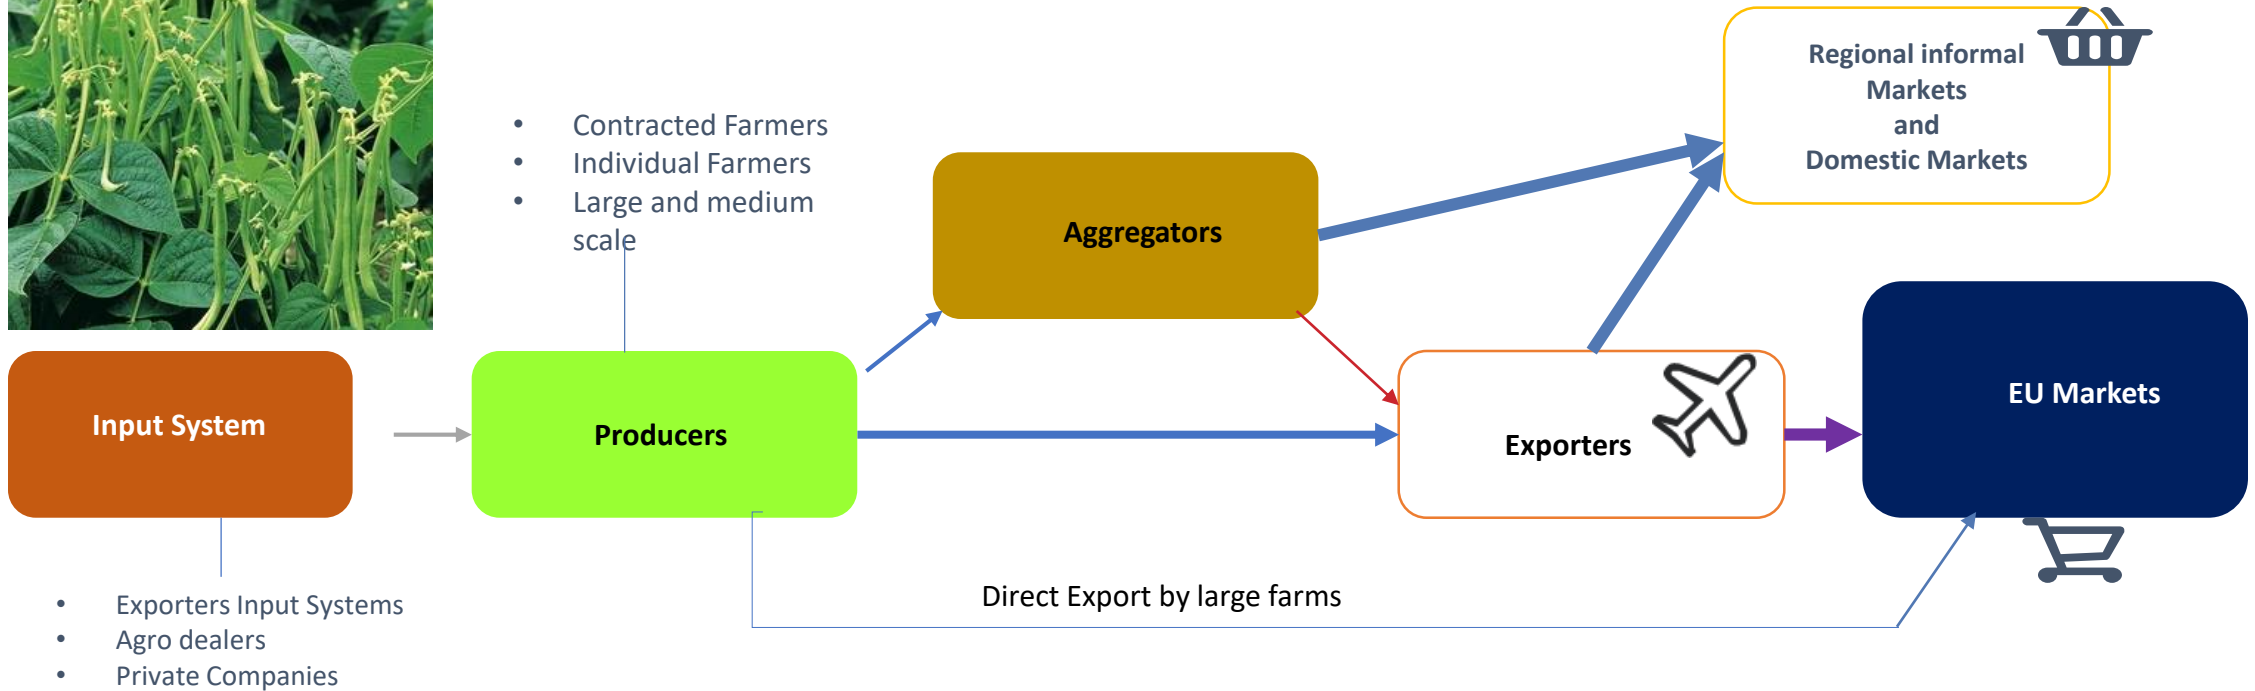 Regional informal
Markets
and
Domestic Markets
• Contracted Farmers
• Individual Farmers
• Large and medium
scale
Aggregators
Input System
Producers
Exporters
EU Markets
Direct Export by large farms
• Exporters Input Systems
• Agro dealers
• Private Companies